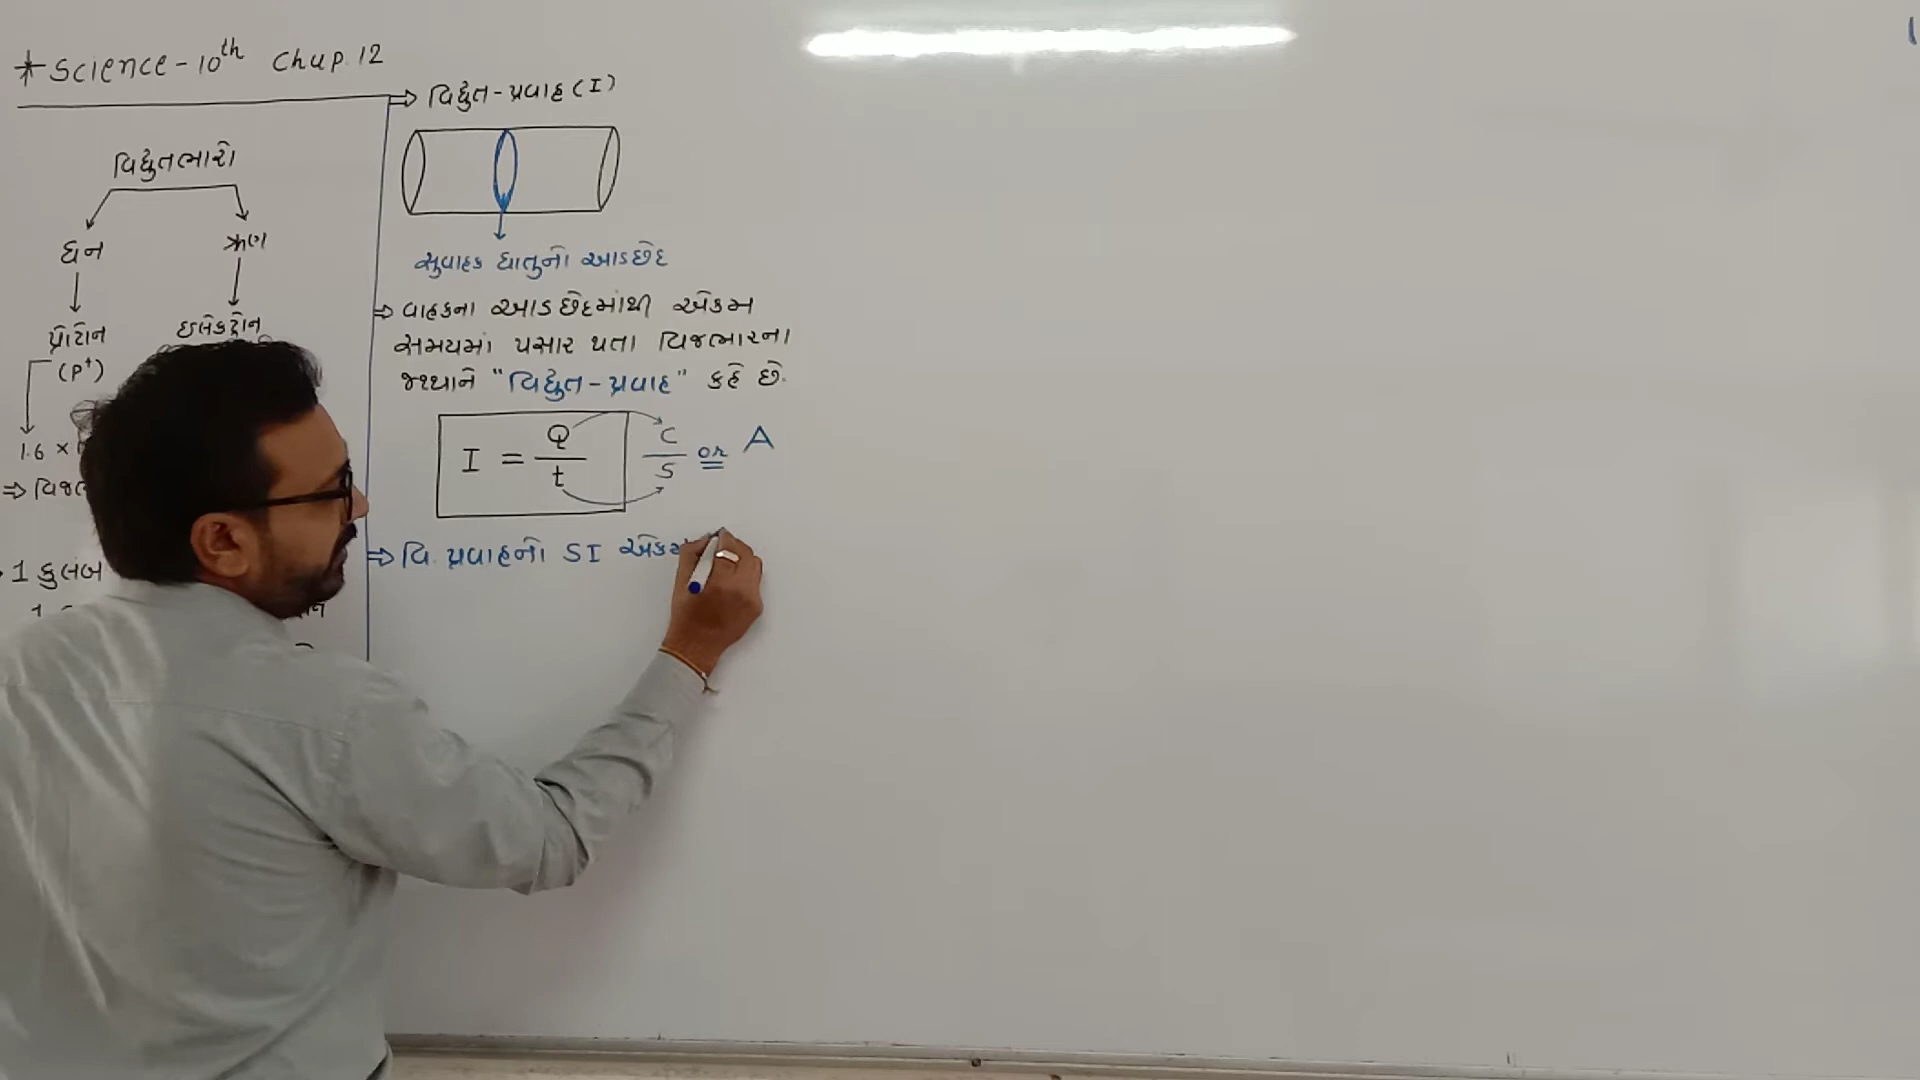 * Science - 10th Chap. 12
વિદ્યુતભારો
ધન ઋણ
પ્રોટોન ઇલેક્ટ્રોન
(P⁺)
1.6 ×
⇒
1 કુલંબ
1
⇒ વિદ્યુત - પ્રવાહ (I)
સુવાહક ધાતુનો આડછેદ
⇒ વાહકના આડછેદમાંથી એકમ
સમયમાં પસાર થતા વિજભારના
જથ્થાને "વિદ્યુત - પ્રવાહ" કહે છે.
I = Q/t C/S or A
⇒ વિ. પ્રવાહનો SI એકમ